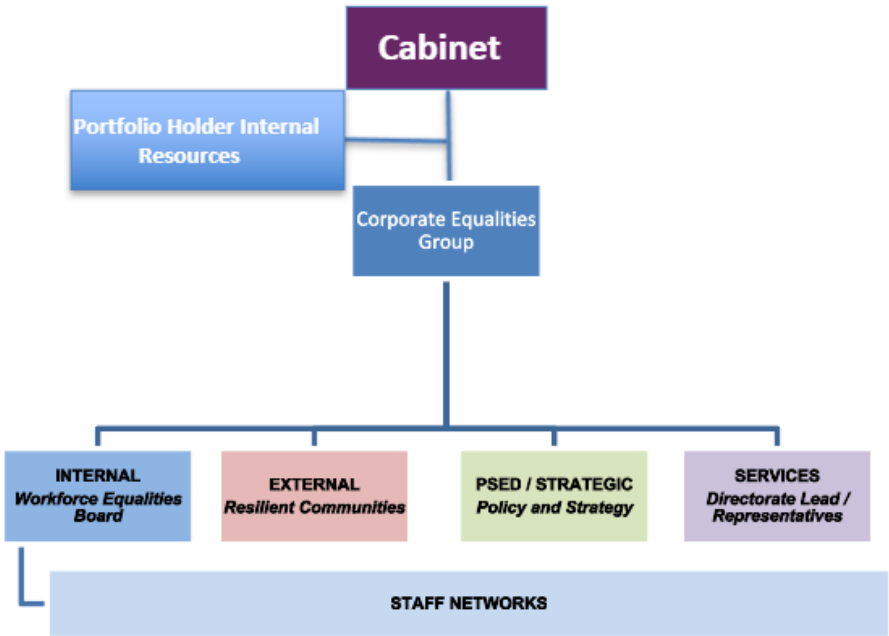 Cabinet
Portfolio Holder Internal
Resources
Corporate Equalities
Group
INTERNAL
Workforce Equalities
Board
EXTERNAL
Resilient Communities
PSED / STRATEGIC
Policy and Strategy
SERVICES
Directorate Lead /
Representatives
STAFF NETWORKS